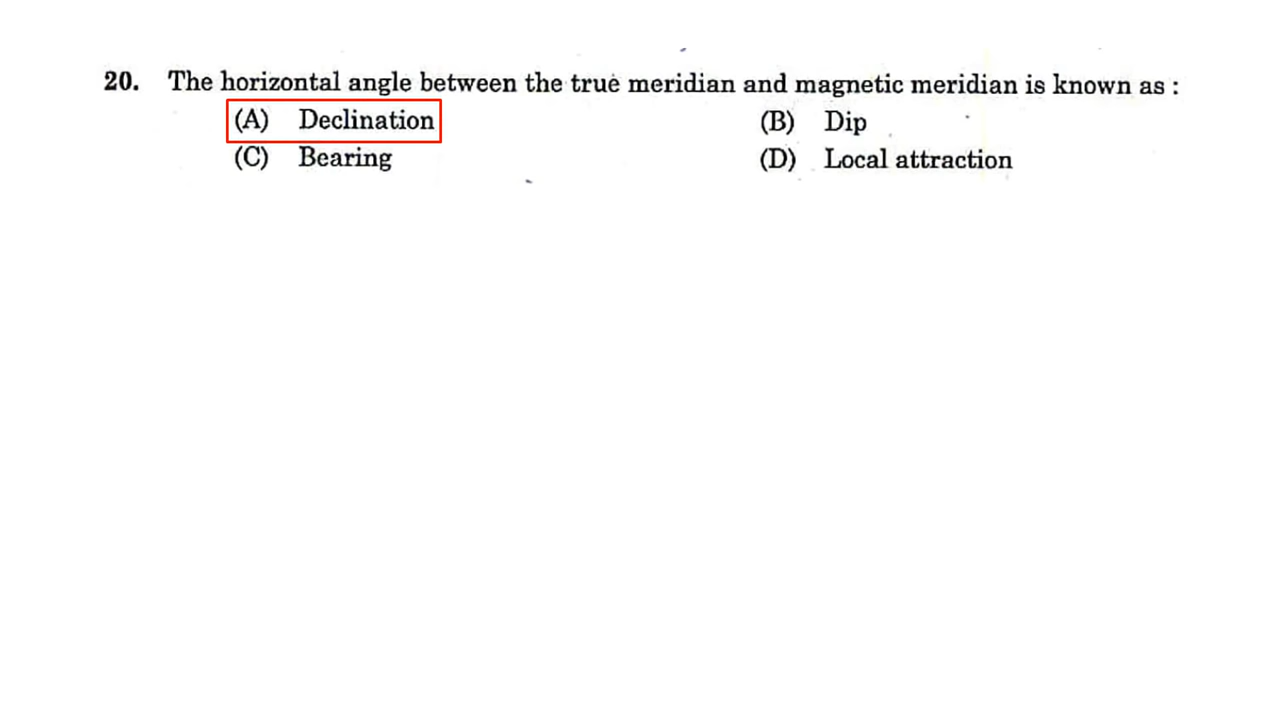 20. The horizontal angle between the true meridian and magnetic meridian is known as :
(A) Declination (B) Dip
(C) Bearing (D) Local attraction